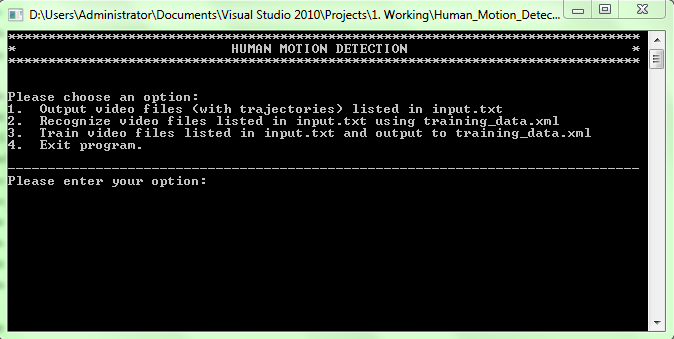 D:\Users\Administrator\Documents\Visual Studio 2010\Projects\1. Working\Human_Motion_Detec...
*******************************************************************************
* HUMAN MOTION DETECTION *
*******************************************************************************
Please choose an option:
1. Output video files (with trajectories) listed in input.txt
2. Recognize video files listed in input.txt using training_data.xml
3. Train video files listed in input.txt and output to training_data.xml
4. Exit program.
_______________________________________________________________________________
Please enter your option: